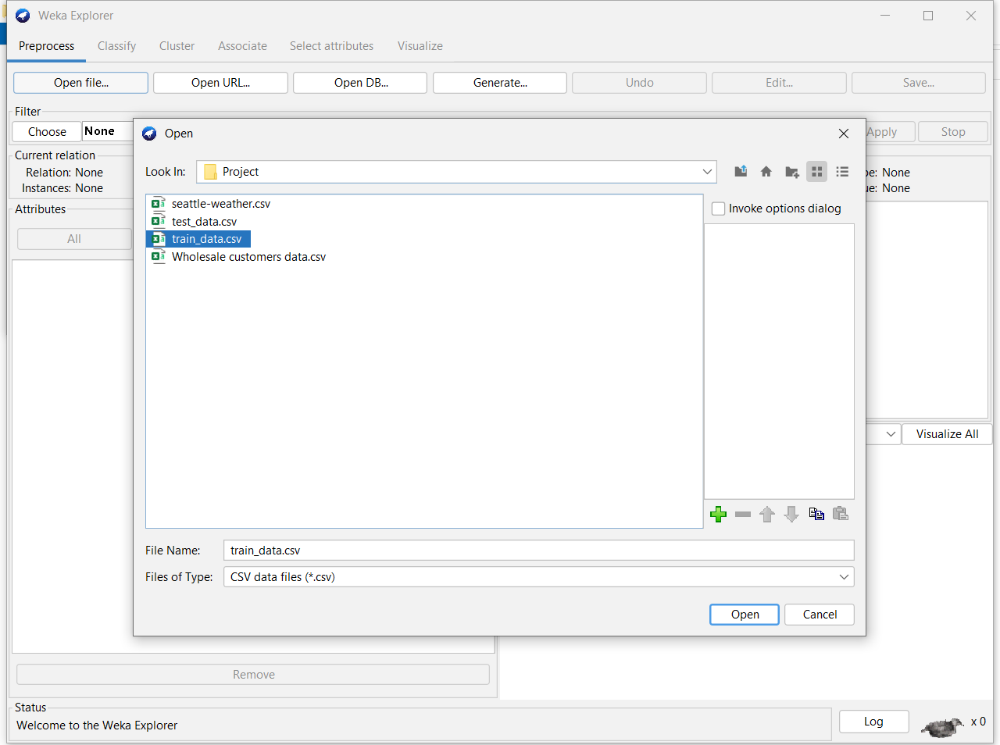 Weka Explorer
Preprocess Classify Cluster Associate Select attributes Visualize
Open file... Open URL... Open DB... Generate... Undo Edit... Save...
Filter
Choose None Apply Stop
Open
Current relation
Relation: None
Instances: None
None
None
Look In: Project
Attributes
All
seattle-weather.csv
test_data.csv
train_data.csv
Wholesale customers data.csv
Invoke options dialog
Visualize All
File Name: train_data.csv
Files of Type: CSV data files (*.csv)
Open Cancel
Remove
Status
Welcome to the Weka Explorer
Log x 0